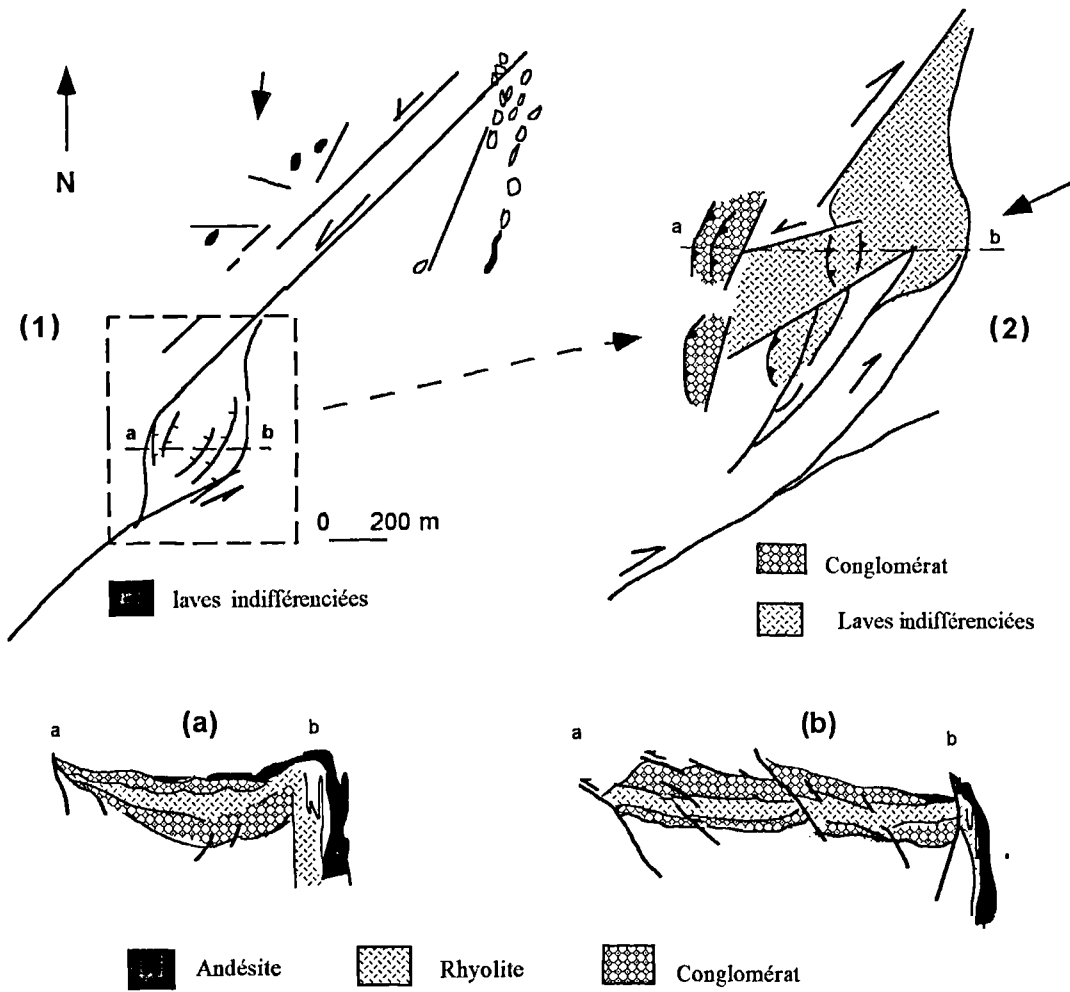 N
(1)
a
b
0 200 m
laves indifférenciées
a
b
(2)
Conglomérat
Laves indifférenciées
a
(a)
b
a
(b)
b
Andésite
Rhyolite
Conglomérat